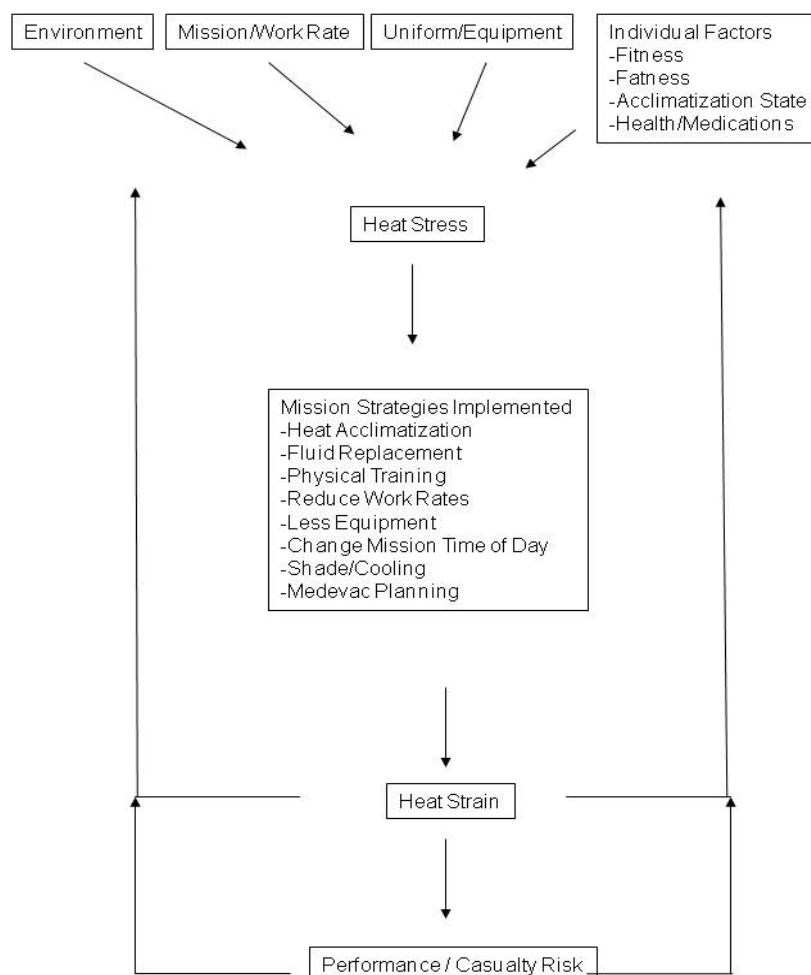 Environment
Mission/Work Rate
Uniform/Equipment
Individual Factors
-Fitness
-Fatness
-Acclimatization State
-Health/Medications
Heat Stress
Mission Strategies Implemented
-Heat Acclimatization
-Fluid Replacement
-Physical Training
-Reduce Work Rates
-Less Equipment
-Change Mission Time of Day
-Shade/Cooling
-Medevac Planning
Heat Strain
Performance / Casualty Risk